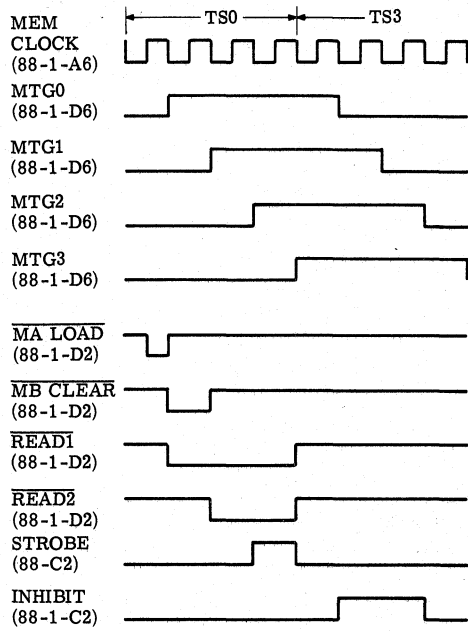 TS0 TS3
MEM
CLOCK
(88-1-A6)
MTG0
(88-1-D6)
MTG1
(88-1-D6)
MTG2
(88-1-D6)
MTG3
(88-1-D6)
MA LOAD
(88-1-D2)
MB CLEAR
(88-1-D2)
READ1
(88-1-D2)
READ2
(88-1-D2)
STROBE
(88-C2)
INHIBIT
(88-1-C2)